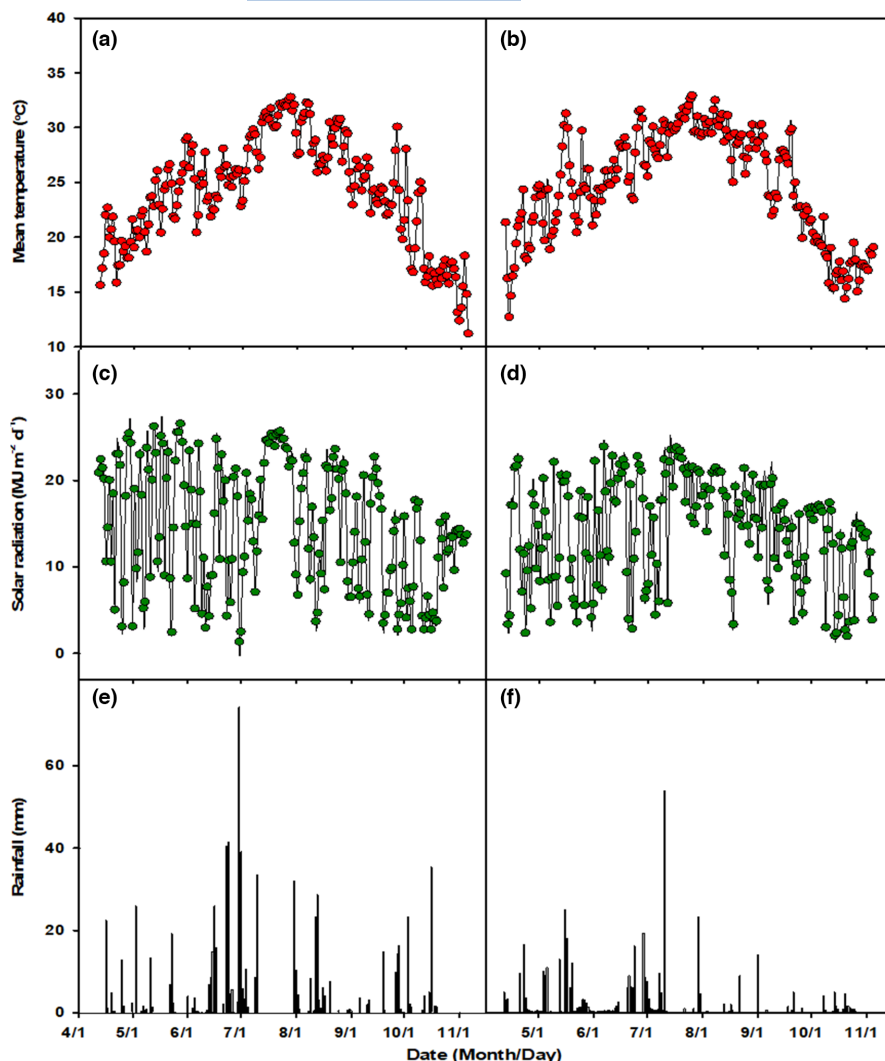 40
(a)
(b)
35
30
25
20
15
10
Mean temperature (°C)
(c)
(d)
30
20
10
0
Solar radiation (MJ m⁻² d⁻¹)
(e)
(f)
60
40
20
0
Rainfall (mm)
4/1 5/1 6/1 7/1 8/1 9/1 10/1 11/1 5/1 6/1 7/1 8/1 9/1 10/1 11/1
Date (Month/Day)